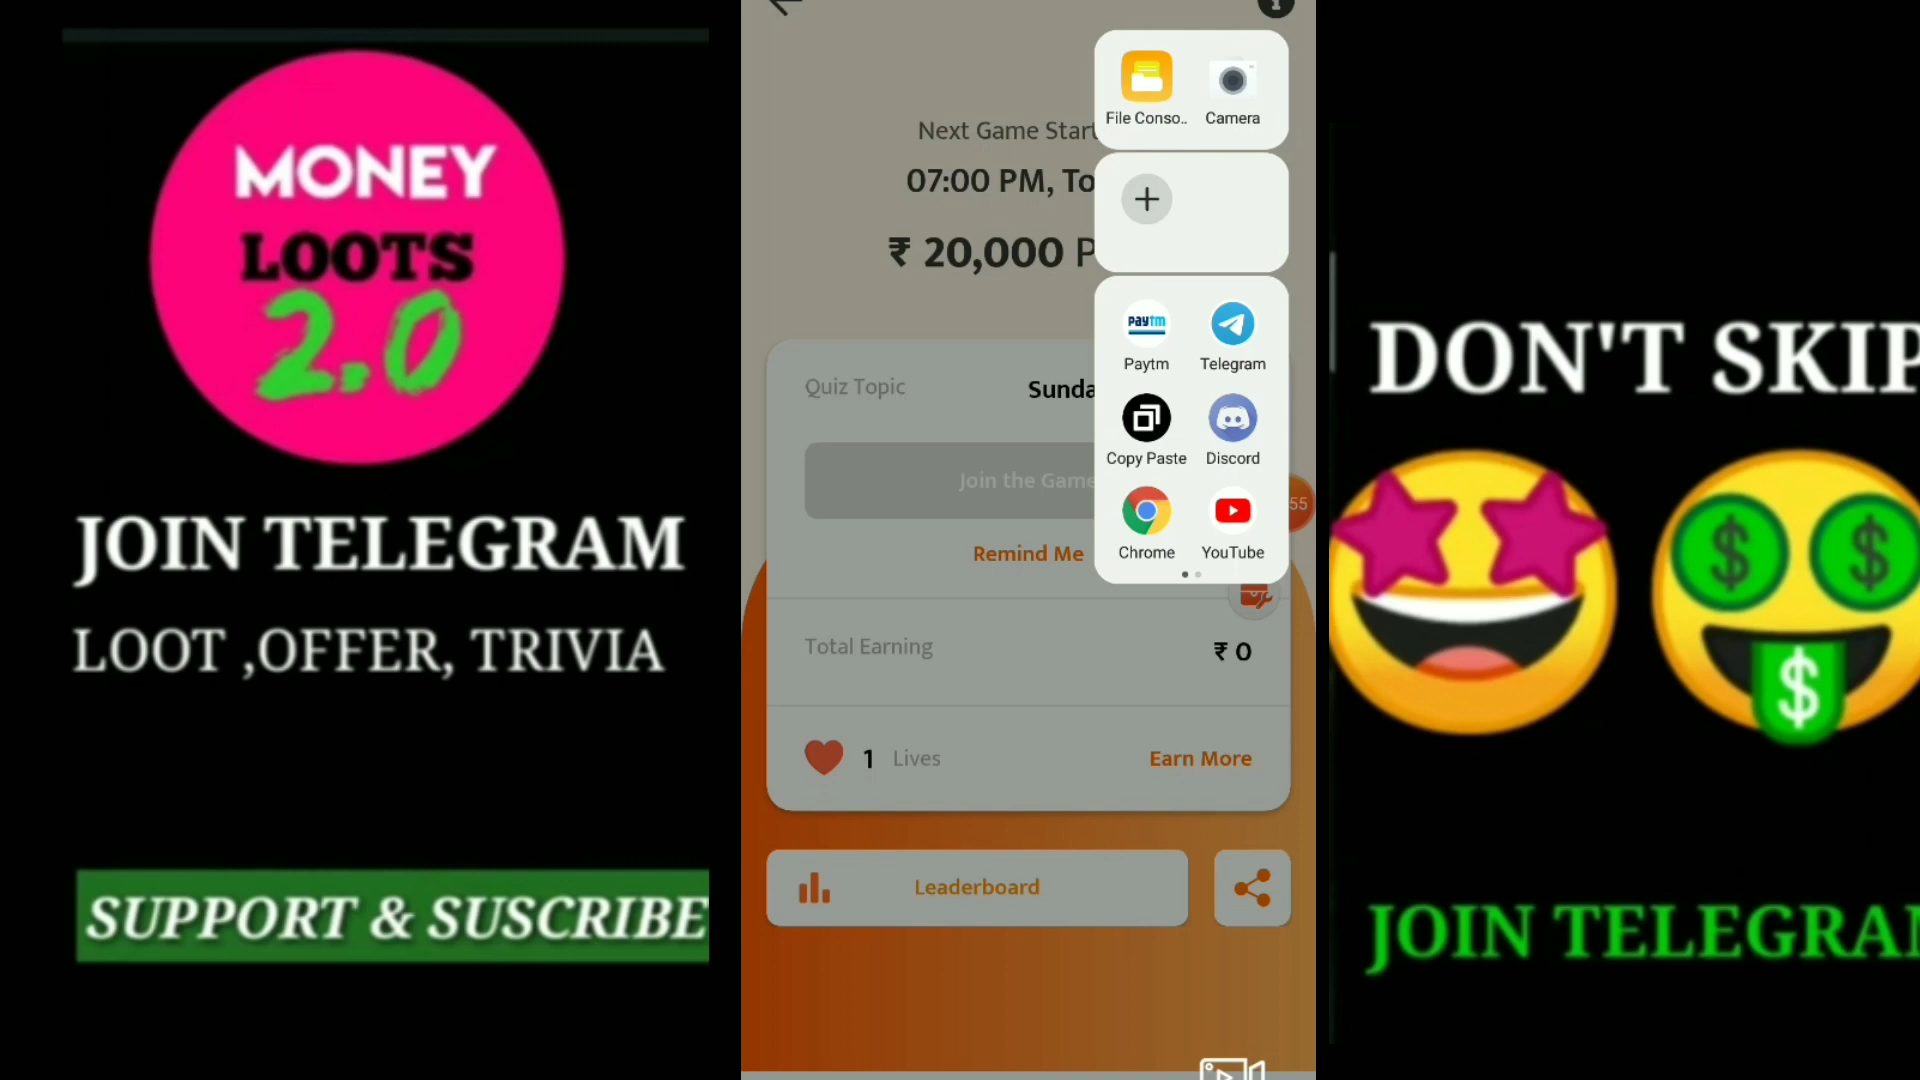 MONEY
LOOTS
2.0
JOIN TELEGRAM
LOOT ,OFFER, TRIVIA
SUPPORT & SUSCRIBE
Next Game Start
07:00 PM, To
₹ 20,000 P
Quiz Topic
Sunda
Join the Game
Remind Me
Total Earning
₹ 0
1 Lives
Earn More
Leaderboard
File Conso..
Camera
Paytm
Paytm
Telegram
Copy Paste
Discord
Chrome
YouTube
55
DON'T SKIP
$ $
$
JOIN TELEGRAM